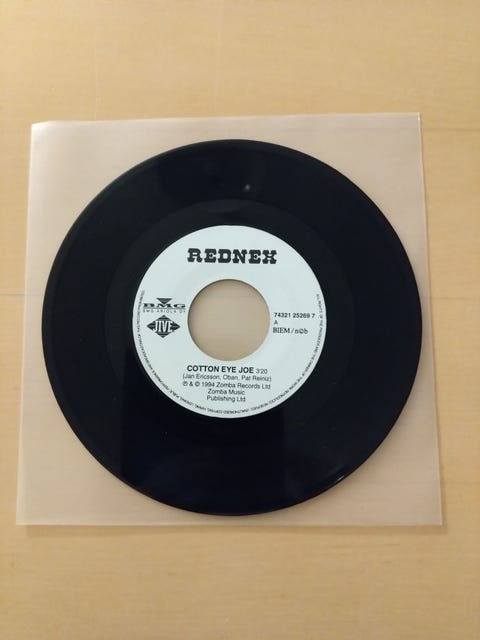 REDNEX
BMG
BMG ARIOLA OY
JIVE
74321 25269 7
A
BIEM/n©b
COTTON EYE JOE 3'20
(Jan Ericsson, Oban, Pat Reiniz)
℗ & © 1994 Zomba Records Ltd
Zomba Music
Publishing Ltd